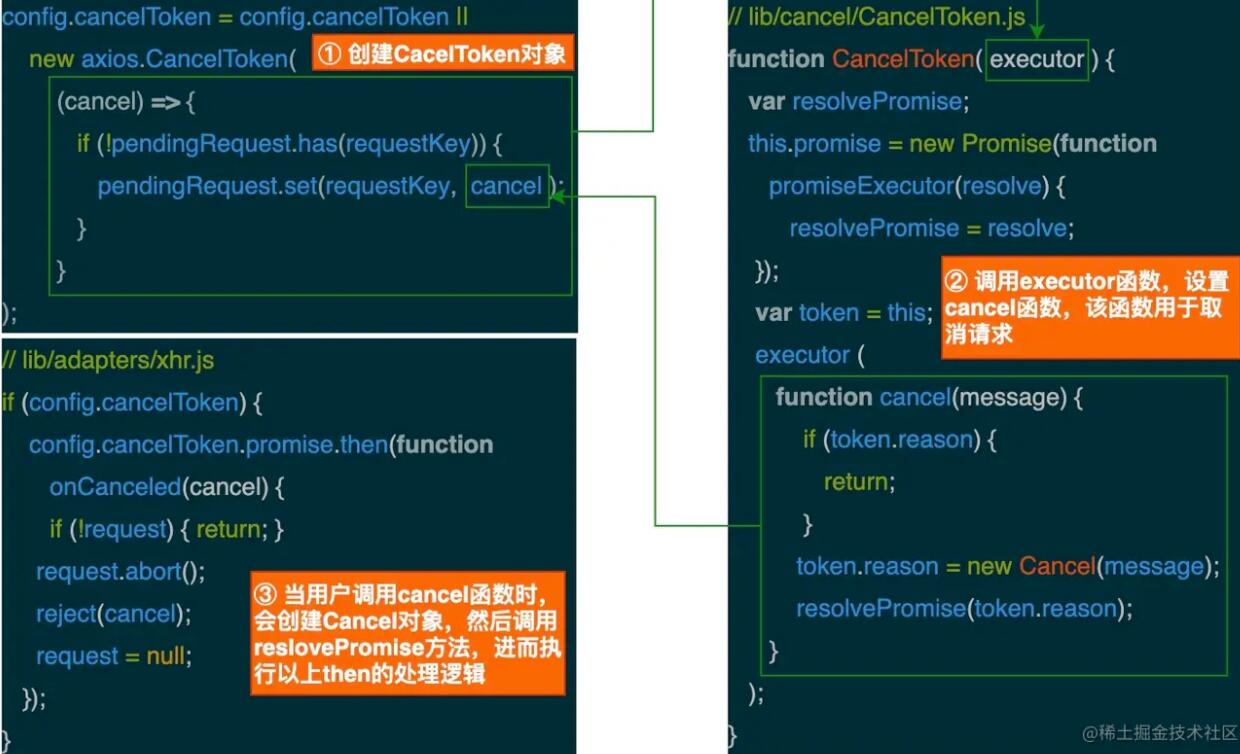 config.cancelToken = config.cancelToken ||
new axios.CancelToken(
① 创建CacelToken对象
(cancel) => {
if (!pendingRequest.has(requestKey)) {
pendingRequest.set(requestKey, cancel);
}
}
);
// lib/adapters/xhr.js
if (config.cancelToken) {
config.cancelToken.promise.then(function
onCanceled(cancel) {
if (!request) { return; }
request.abort();
reject(cancel);
request = null;
});
}
③ 当用户调用cancel函数时,
会创建Cancel对象，然后调用
reslovePromise方法，进而执
行以上then的处理逻辑
// lib/cancel/CancelToken.js
function CancelToken( executor ) {
var resolvePromise;
this.promise = new Promise(function
promiseExecutor(resolve) {
resolvePromise = resolve;
});
var token = this;
executor (
② 调用executor函数，设置
cancel函数，该函数用于取
消请求
function cancel(message) {
if (token.reason) {
return;
}
token.reason = new Cancel(message);
resolvePromise(token.reason);
}
);
}
@稀土掘金技术社区